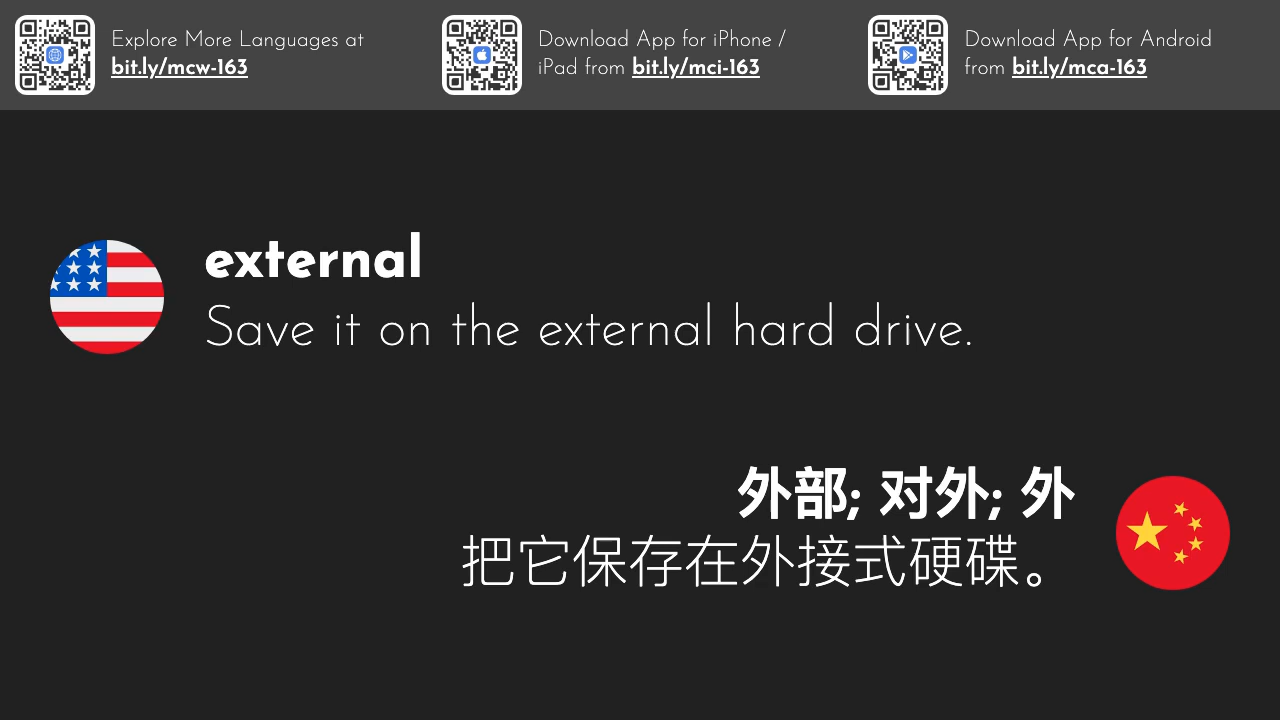 Explore More Languages at
bit.ly/mcw-163
Download App for iPhone /
iPad from bit.ly/mci-163
Download App for Android
from bit.ly/mca-163
external
Save it on the external hard drive.
外部; 对外; 外
把它保存在外接式硬碟。